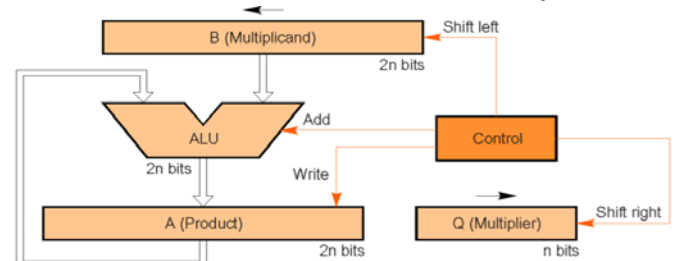 B (Multiplicand)
Shift left
2n bits
ALU
Add
Control
2n bits
Write
A (Product)
Q (Multiplier)
Shift right
2n bits
n bits